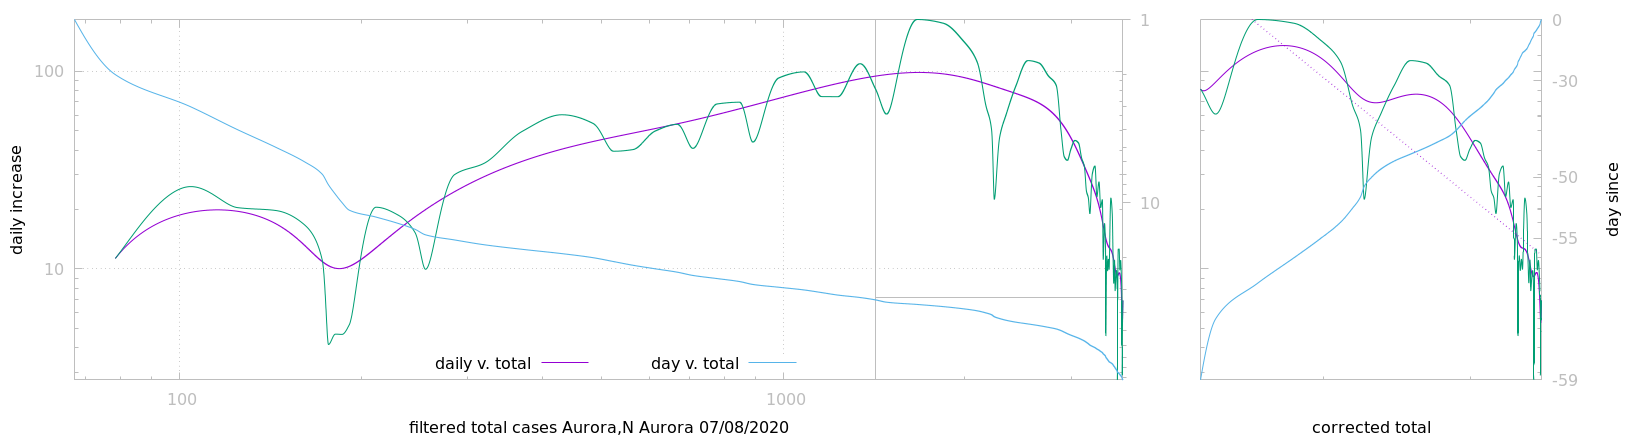 daily increase
100
10
daily v. total
day v. total
100
1000
filtered total cases Aurora,N Aurora 07/08/2020
1
10
0
-30
-50
-55
-59
day since
corrected total